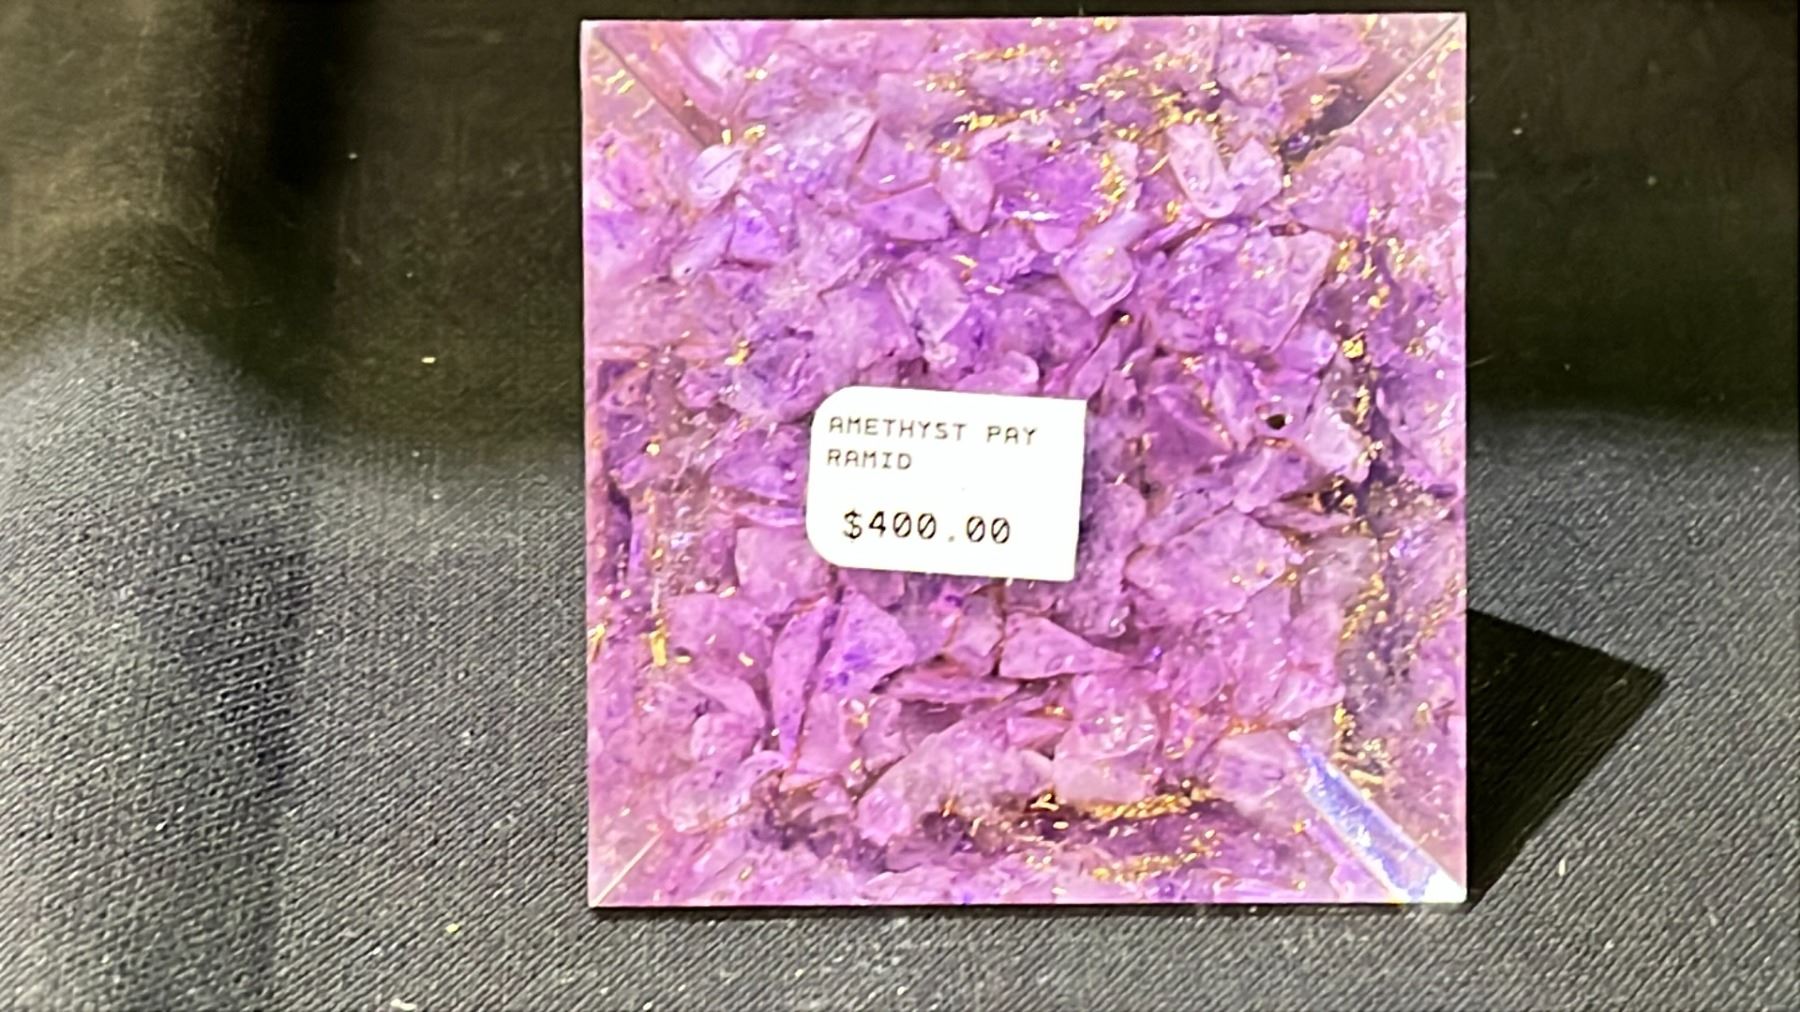 AMETHYST PAY
RAMID
$400.00